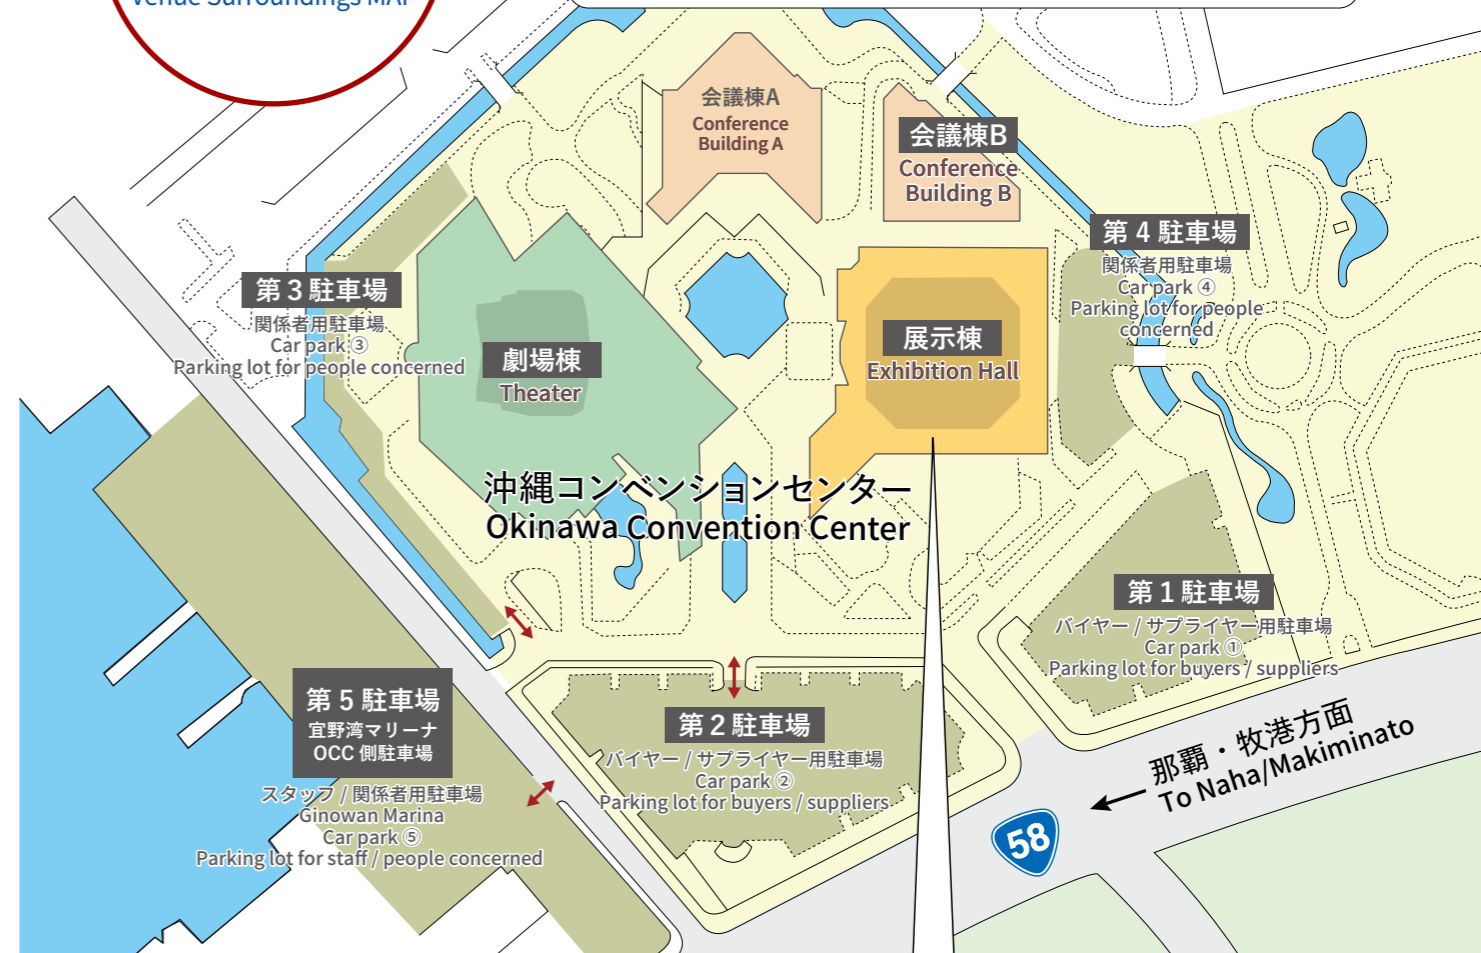 Venue Surroundings MAP
会議棟A
Conference
Building A
会議棟B
Conference
Building B
第4駐車場
関係者用駐車場
Car park ④
Parking lot for people
concerned
第3駐車場
関係者用駐車場
Car park ③
Parking lot for people concerned
劇場棟
Theater
展示棟
Exhibition Hall
沖縄コンベンションセンター
Okinawa Convention Center
第1駐車場
バイヤー / サプライヤー用駐車場
Car park ①
Parking lot for buyers / suppliers
第5駐車場
宜野湾マリーナ
OCC 側駐車場
スタッフ / 関係者用駐車場
Ginowan Marina
Car park ⑤
Parking lot for staff / people concerned
第2駐車場
バイヤー / サプライヤー用駐車場
Car park ②
Parking lot for buyers / suppliers
那覇・牧港方面
To Naha/Makiminato
58